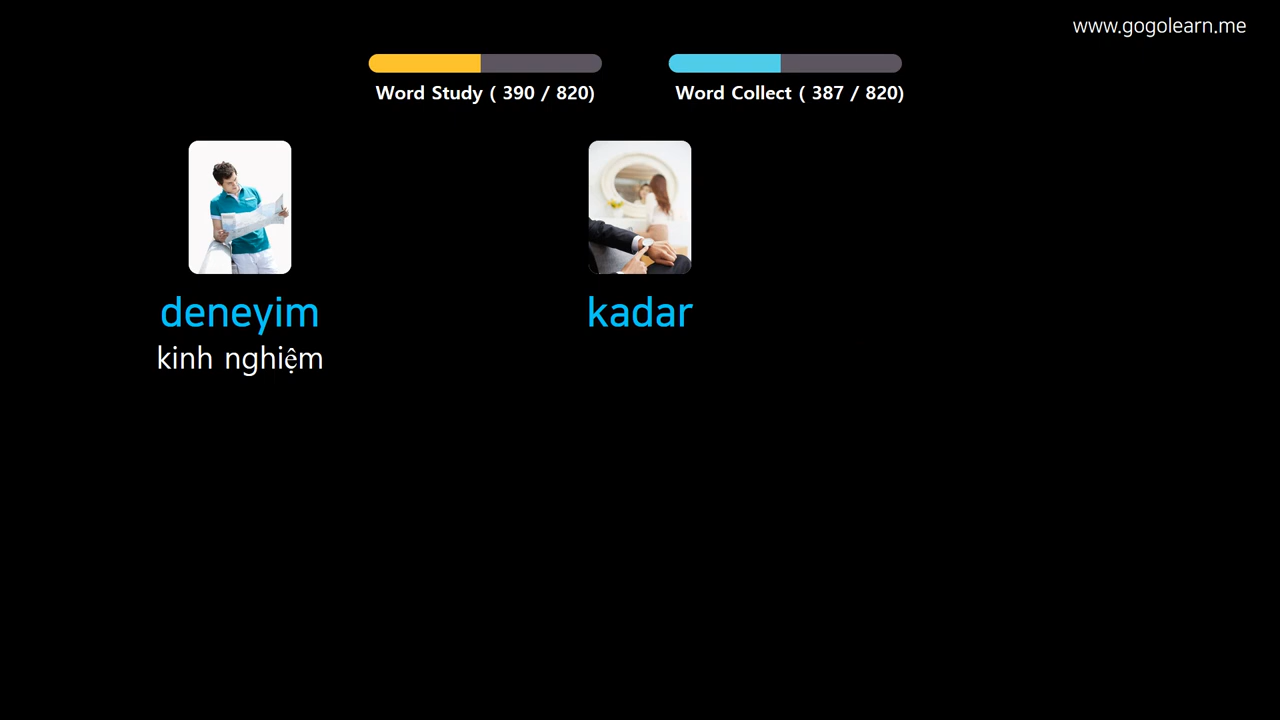 www.gogolearn.me
Word Study ( 390 / 820)
Word Collect ( 387 / 820)
deneyim
kinh nghiệm
kadar